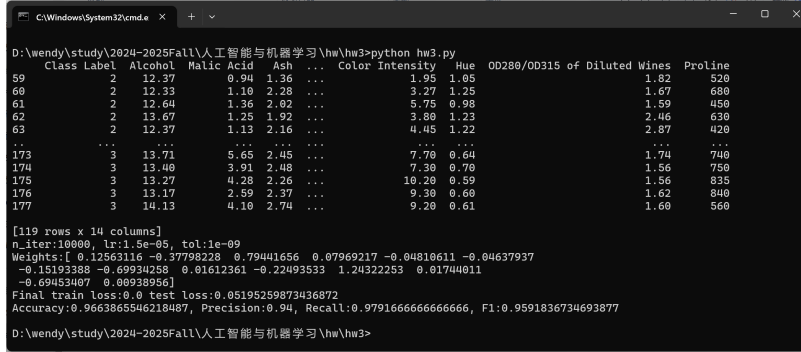 C:\Windows\System32\cmd.e
D:\wendy\study\2024-2025Fall\人工智能与机器学习\hw\hw3>python hw3.py
Class Label Alcohol Malic Acid Ash ... Color Intensity Hue OD280/OD315 of Diluted Wines Proline
59 2 12.37 0.94 1.36 ... 1.95 1.05 1.82 520
60 2 12.33 1.10 2.28 ... 3.27 1.25 1.67 680
61 2 12.64 1.36 2.02 ... 5.75 0.98 1.59 450
62 2 13.67 1.25 1.92 ... 3.80 1.23 2.46 630
63 2 12.37 1.13 2.16 ... 4.45 1.22 2.87 420
.. ... ... ... ... ... ... ... ... ...
173 3 13.71 5.65 2.45 ... 7.70 0.64 1.74 740
174 3 13.40 3.91 2.48 ... 7.30 0.70 1.56 750
175 3 13.27 4.28 2.26 ... 10.20 0.59 1.56 835
176 3 13.17 2.59 2.37 ... 9.30 0.60 1.62 840
177 3 14.13 4.10 2.74 ... 9.20 0.61 1.60 560
[119 rows x 14 columns]
n_iter:10000, lr:1.5e-05, tol:1e-09
Weights:[ 0.12563116 -0.37798228 0.79441656 0.07969217 -0.04810611 -0.04637937
-0.15193388 -0.69934258 0.01612361 -0.22493533 1.24322253 0.01744011
-0.69453407 0.00938956]
Final train loss:0.0 test loss:0.05195259873436872
Accuracy:0.9663865546218487, Precision:0.94, Recall:0.9791666666666666, F1:0.9591836734693877
D:\wendy\study\2024-2025Fall\人工智能与机器学习\hw\hw3>